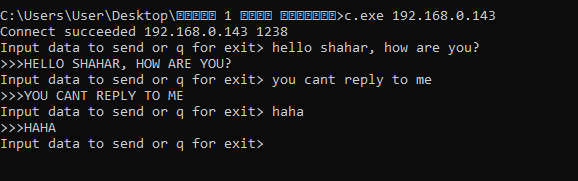 C:\Users\User\Desktop\ 1 >c.exe 192.168.0.143
Connect succeeded 192.168.0.143 1238
Input data to send or q for exit> hello shahar, how are you?
>>>HELLO SHAHAR, HOW ARE YOU?
Input data to send or q for exit> you cant reply to me
>>>YOU CANT REPLY TO ME
Input data to send or q for exit> haha
>>>HAHA
Input data to send or q for exit>